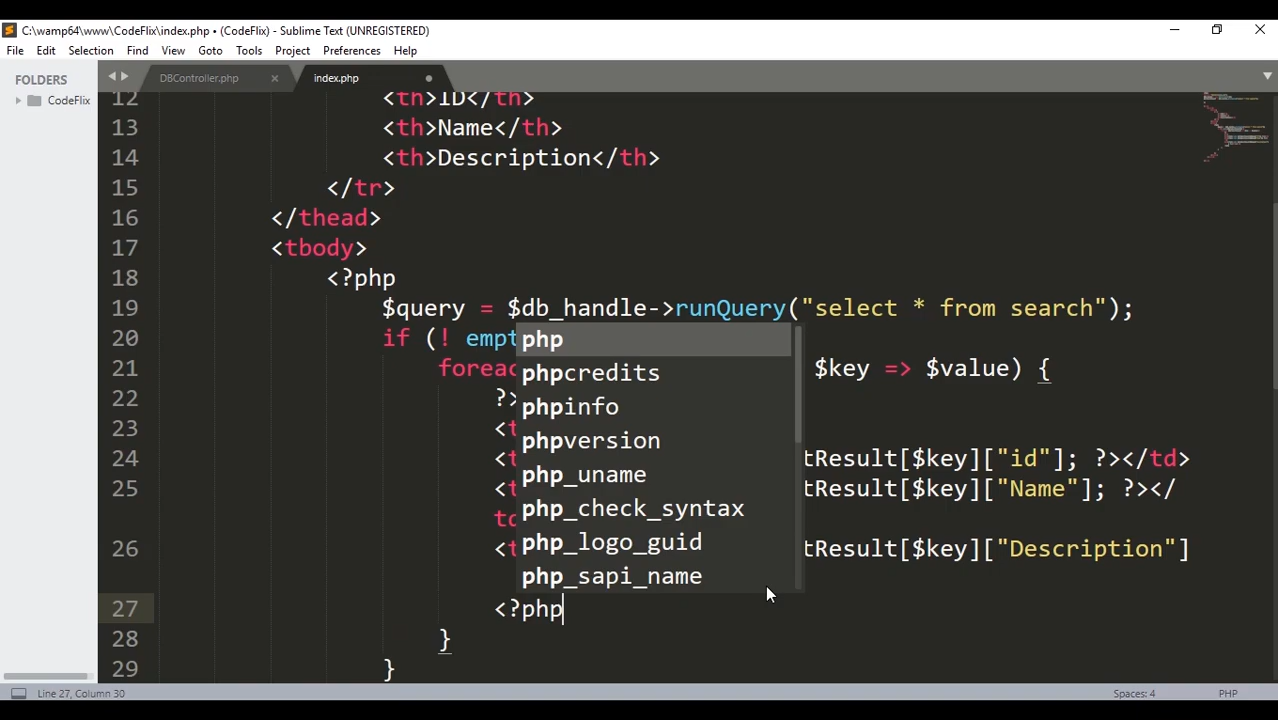 C:\wamp64\www\CodeFlix\index.php • (CodeFlix) - Sublime Text (UNREGISTERED)
File Edit Selection Find View Goto Tools Project Preferences Help
FOLDERS
CodeFlix
DBController.php
index.php
12 <th>ID</th>
13 <th>Name</th>
14 <th>Description</th>
15 </tr>
16 </thead>
17 <tbody>
18 <?php
19 $query = $db_handle->runQuery("select * from search");
20 if (! empt
21 foreac $key => $value) {
22 ?>
23 <t
24 <t tResult[$key]["id"]; ?></td>
25 <t tResult[$key]["Name"]; ?></
td
26 <t tResult[$key]["Description"]
27 <?php
28 }
29 }
php
phpcredits
phpinfo
phpversion
php_uname
php_check_syntax
php_logo_guid
php_sapi_name
Line 27, Column 30
Spaces: 4
PHP